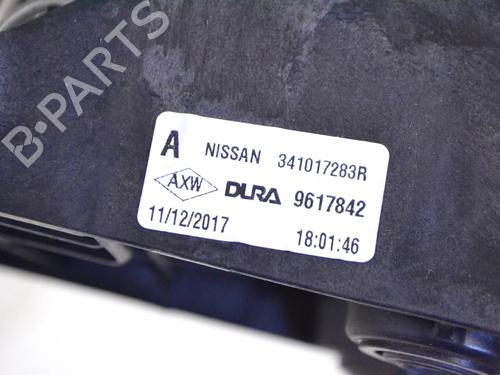 B-PARTS
A NISSAN 341017283R
AXW DURA 9617842
11/12/2017 18:01:46